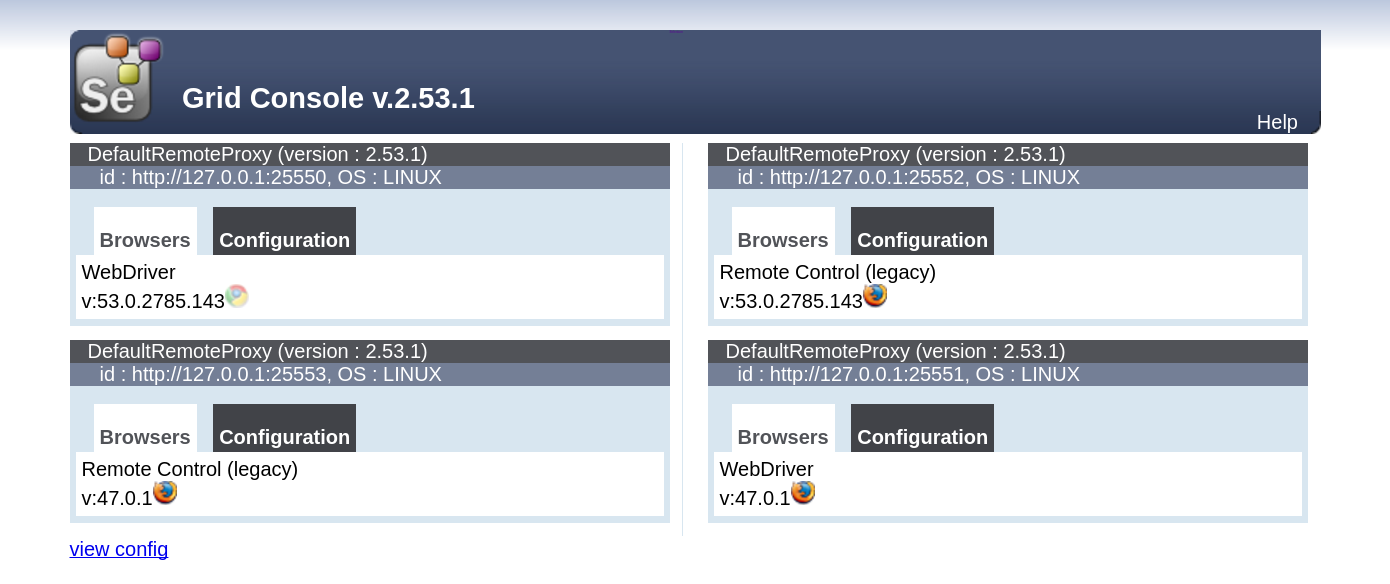 Se
Grid Console v.2.53.1
Help
DefaultRemoteProxy (version : 2.53.1)
id : http://127.0.0.1:25550, OS : LINUX
Browsers Configuration
WebDriver
v:53.0.2785.143
DefaultRemoteProxy (version : 2.53.1)
id : http://127.0.0.1:25553, OS : LINUX
Browsers Configuration
Remote Control (legacy)
v:47.0.1
view config
DefaultRemoteProxy (version : 2.53.1)
id : http://127.0.0.1:25552, OS : LINUX
Browsers Configuration
Remote Control (legacy)
v:53.0.2785.143
DefaultRemoteProxy (version : 2.53.1)
id : http://127.0.0.1:25551, OS : LINUX
Browsers Configuration
WebDriver
v:47.0.1